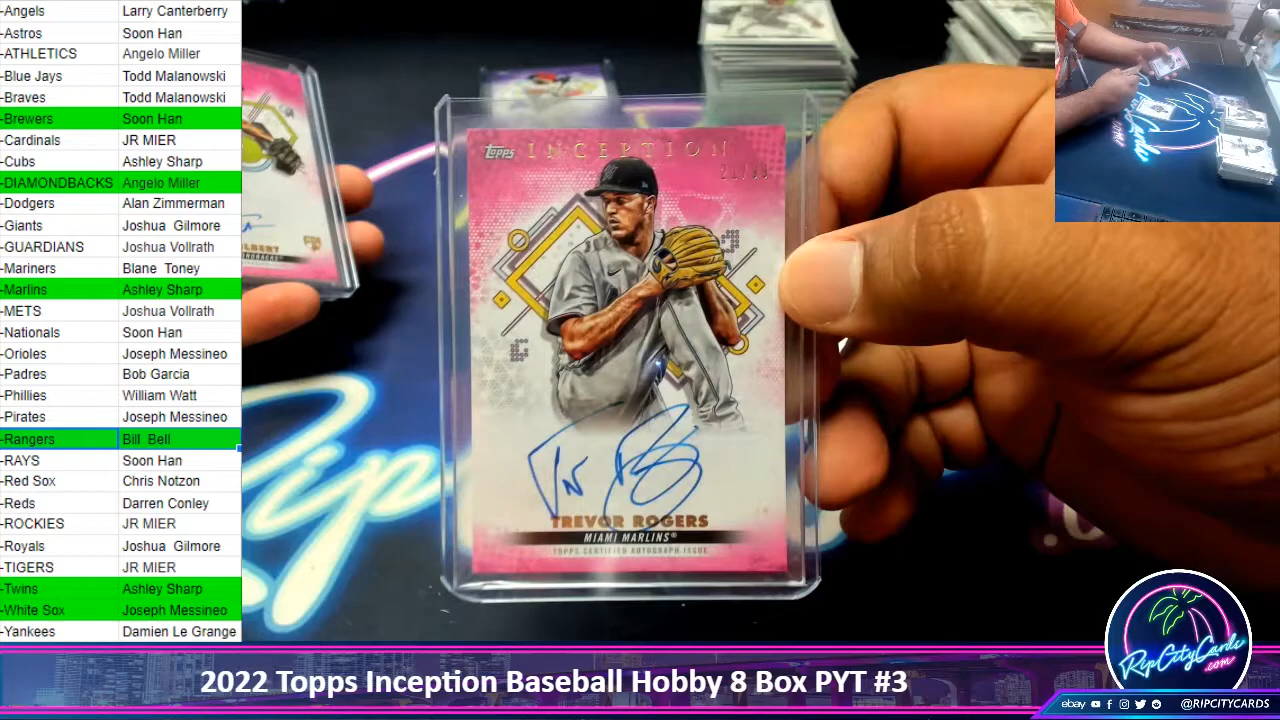 -Angels Larry Canterberry
-Astros Soon Han
-ATHLETICS Angelo Miller
-Blue Jays Todd Malanowski
-Braves Todd Malanowski
-Brewers Soon Han
-Cardinals JR MIER
-Cubs Ashley Sharp
-DIAMONDBACKS Angelo Miller
-Dodgers Alan Zimmerman
-Giants Joshua Gilmore
-GUARDIANS Joshua Vollrath
-Mariners Blane Toney
-Marlins Ashley Sharp
-METS Joshua Vollrath
-Nationals Soon Han
-Orioles Joseph Messineo
-Padres Bob Garcia
-Phillies William Watt
-Pirates Joseph Messineo
-Rangers Bill Bell
-RAYS Soon Han
-Red Sox Chris Notzon
-Reds Darren Conley
-ROCKIES JR MIER
-Royals Joshua Gilmore
-TIGERS JR MIER
-Twins Ashley Sharp
-White Sox Joseph Messineo
-Yankees Damien Le Grange
Topps INCEPTION
TREVOR ROGERS
MIAMI MARLINS®
TOPPS CERTIFIED AUTOGRAPH ISSUE
Rip
RipCityCards
.com
2022 Topps Inception Baseball Hobby 8 Box PYT #3
ebay @RIPCITYCARDS